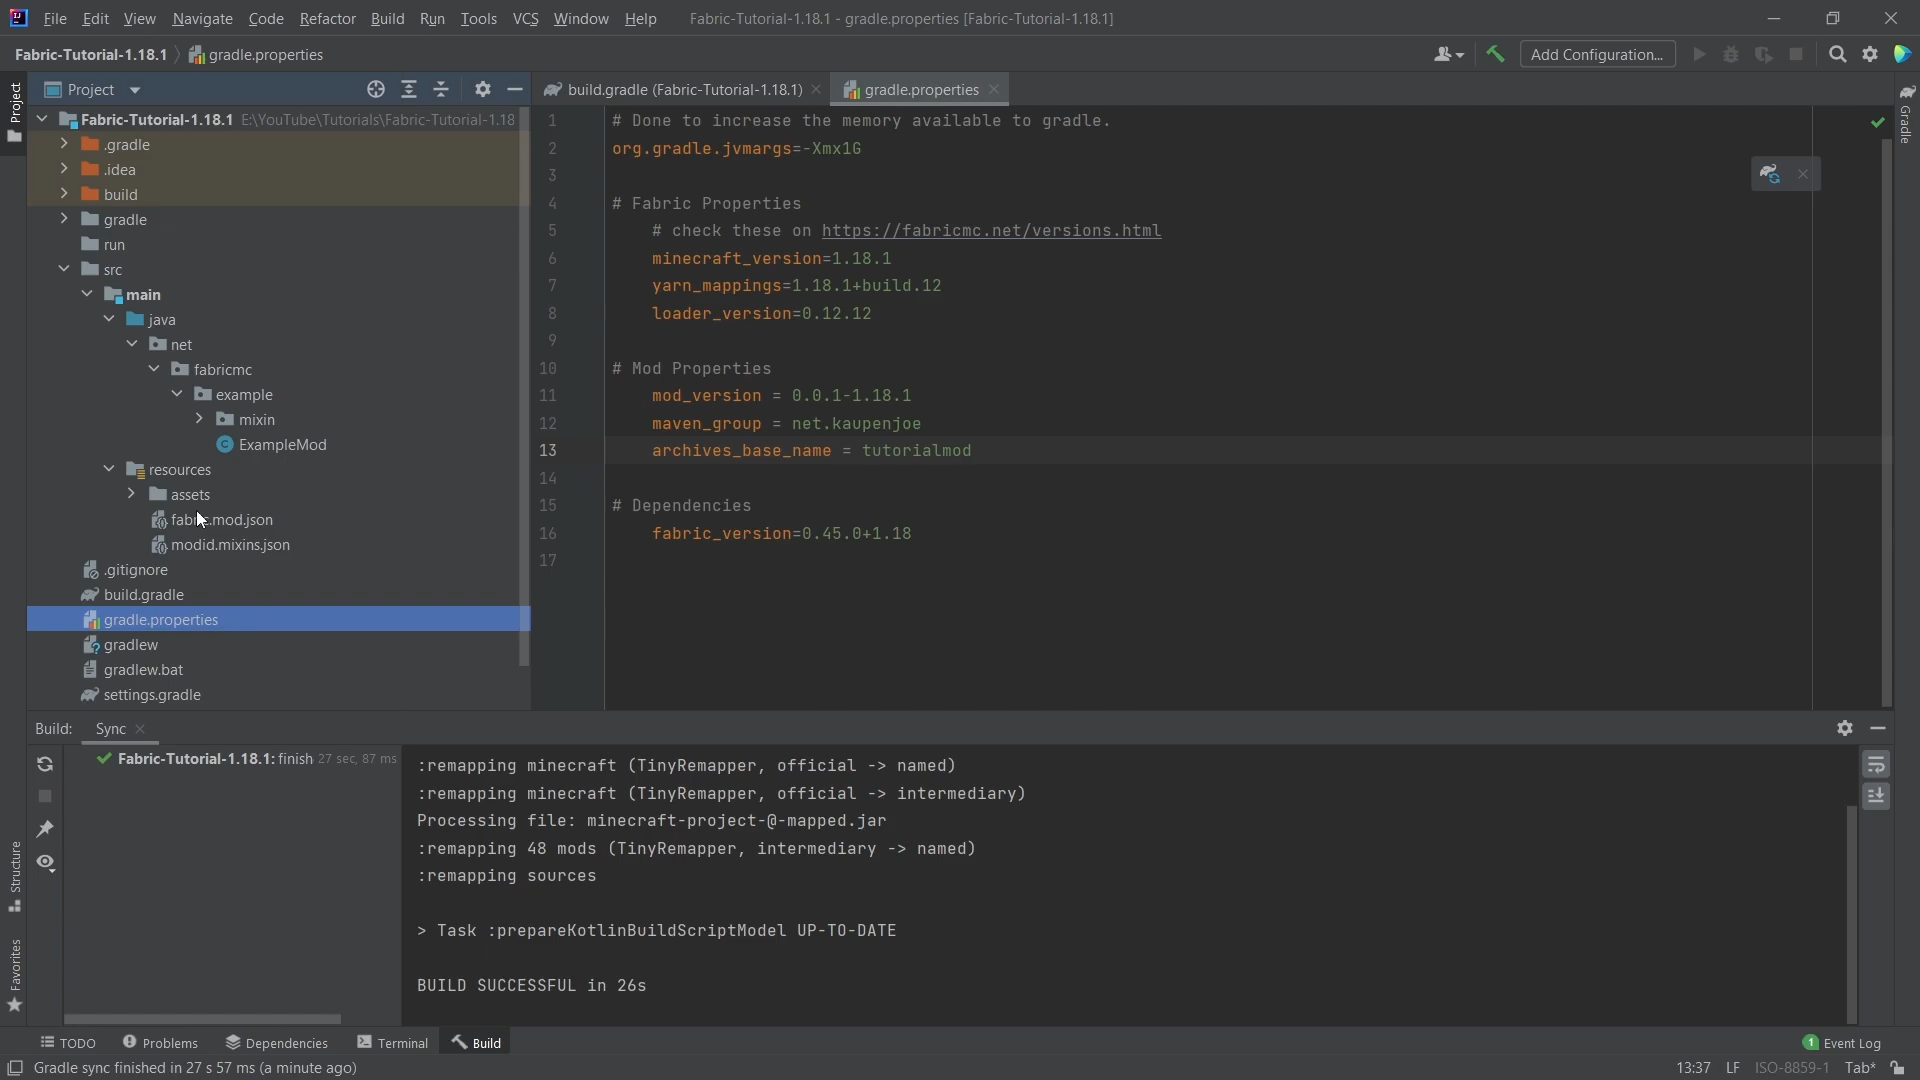 File Edit View Navigate Code Refactor Build Run Tools VCS Window Help Fabric-Tutorial-1.18.1 - gradle.properties [Fabric-Tutorial-1.18.1]
Fabric-Tutorial-1.18.1 gradle.properties Add Configuration...
Project
Project
build.gradle (Fabric-Tutorial-1.18.1) gradle.properties
Gradle
Fabric-Tutorial-1.18.1 E:\YouTube\Tutorials\Fabric-Tutorial-1.18
.gradle
.idea
build
gradle
run
src
main
java
net
fabricmc
example
mixin
ExampleMod
resources
assets
fabric.mod.json
modid.mixins.json
.gitignore
build.gradle
gradle.properties
gradlew
gradlew.bat
settings.gradle
1 # Done to increase the memory available to gradle.
2 org.gradle.jvmargs=-Xmx1G
3
4 # Fabric Properties
5 # check these on https://fabricmc.net/versions.html
6 minecraft_version=1.18.1
7 yarn_mappings=1.18.1+build.12
8 loader_version=0.12.12
9
10 # Mod Properties
11 mod_version = 0.0.1-1.18.1
12 maven_group = net.kaupenjoe
13 archives_base_name = tutorialmod
14
15 # Dependencies
16 fabric_version=0.45.0+1.18
17
Build: Sync
Fabric-Tutorial-1.18.1: finish 27 sec, 87 ms
:remapping minecraft (TinyRemapper, official -> named)
:remapping minecraft (TinyRemapper, official -> intermediary)
Processing file: minecraft-project-@-mapped.jar
:remapping 48 mods (TinyRemapper, intermediary -> named)
:remapping sources
> Task :prepareKotlinBuildScriptModel UP-TO-DATE
BUILD SUCCESSFUL in 26s
Structure
Favorites
TODO Problems Dependencies Terminal Build 1 Event Log
Gradle sync finished in 27 s 57 ms (a minute ago) 13:37 LF ISO-8859-1 Tab*